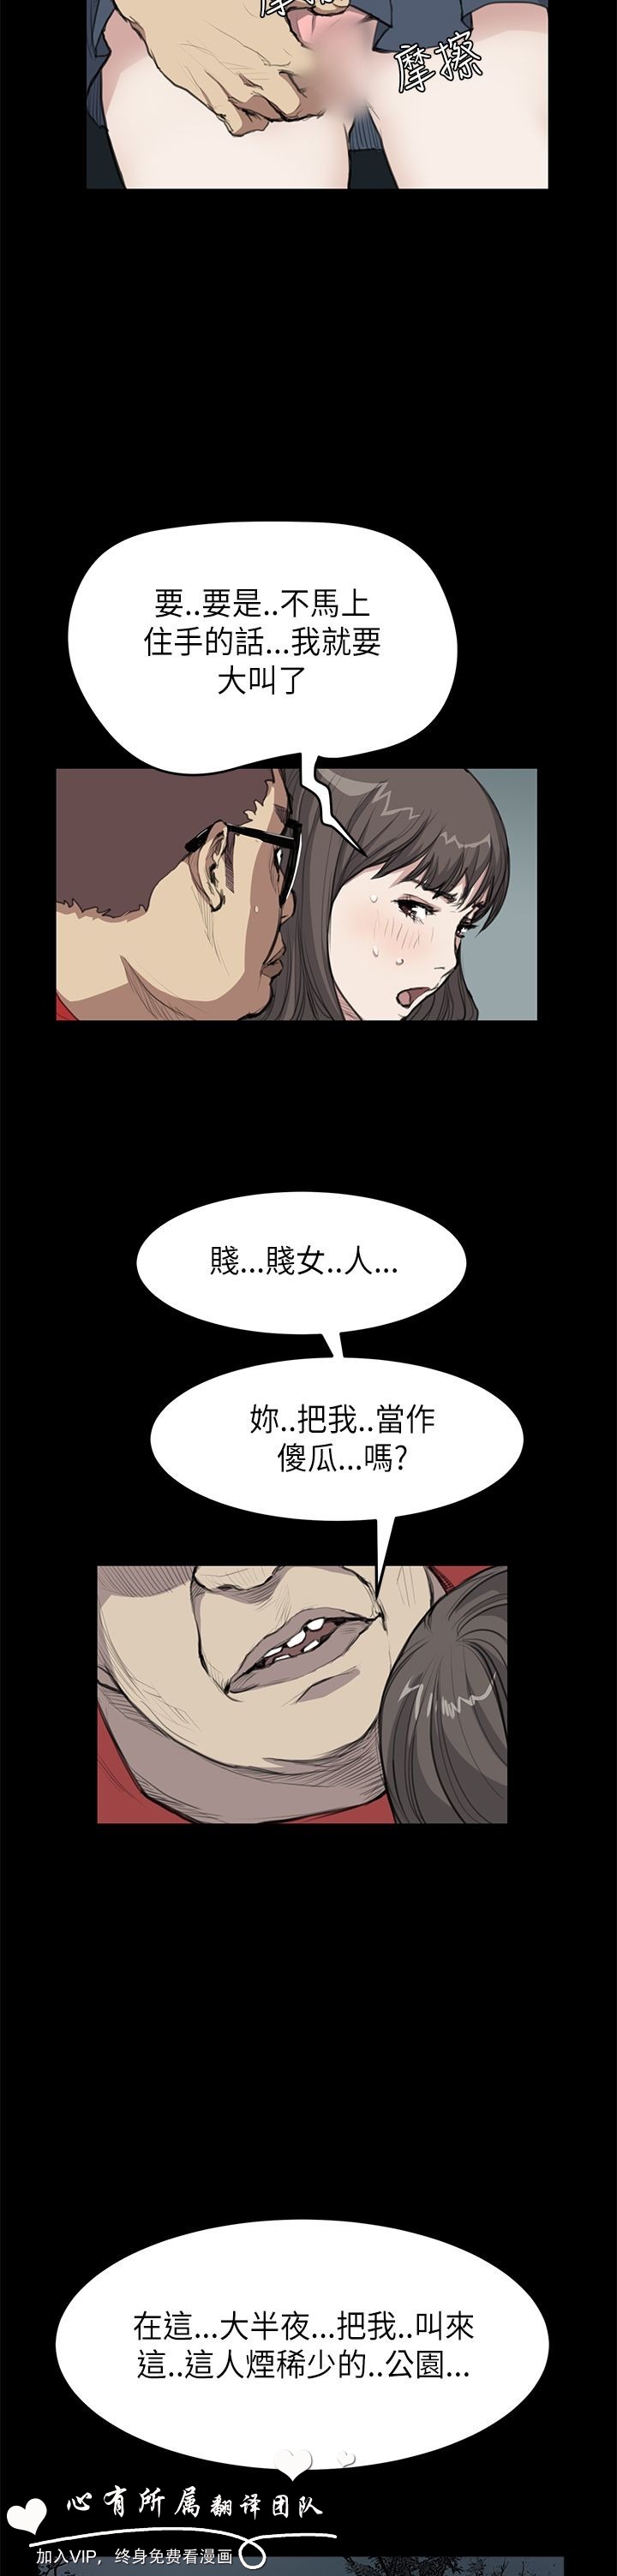 摩擦
要..要是..不馬上
住手的話...我就要
大叫了
賤...賤女..人...
妳..把我..當作
傻瓜...嗎?
在這...大半夜...把我..叫來
這..這人煙稀少的..公園...
心有所属翻译团队
加入VIP，终身免费看漫画